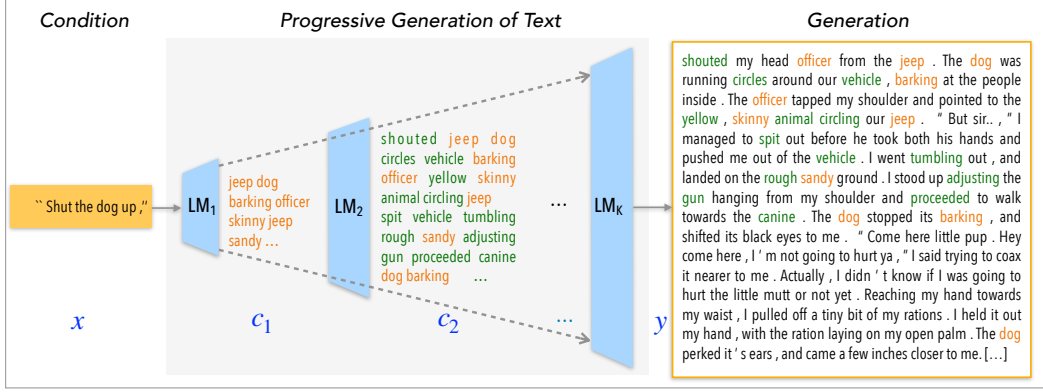 Condition
Progressive Generation of Text
Generation
`` Shut the dog up ,“
LM1
jeep dog
barking officer
skinny jeep
sandy ...
LM2
shouted jeep dog
circles vehicle barking
officer yellow skinny
animal circling jeep
spit vehicle tumbling
rough sandy adjusting
gun proceeded canine
dog barking ...
...
LMK
shouted my head officer from the jeep . The dog was
running circles around our vehicle , barking at the people
inside . The officer tapped my shoulder and pointed to the
yellow , skinny animal circling our jeep . “ But sir.. , “ I
managed to spit out before he took both his hands and
pushed me out of the vehicle . I went tumbling out , and
landed on the rough sandy ground . I stood up adjusting the
gun hanging from my shoulder and proceeded to walk
towards the canine . The dog stopped its barking , and
shifted its black eyes to me . “ Come here little pup . Hey
come here , I ‘ m not going to hurt ya , “ I said trying to coax
it nearer to me . Actually , I didn ‘ t know if I was going to
hurt the little mutt or not yet . Reaching my hand towards
my waist , I pulled off a tiny bit of my rations . I held it out
my hand , with the ration laying on my open palm . The dog
perked it ‘ s ears , and came a few inches closer to me. [...]
x
c1
c2
...
y